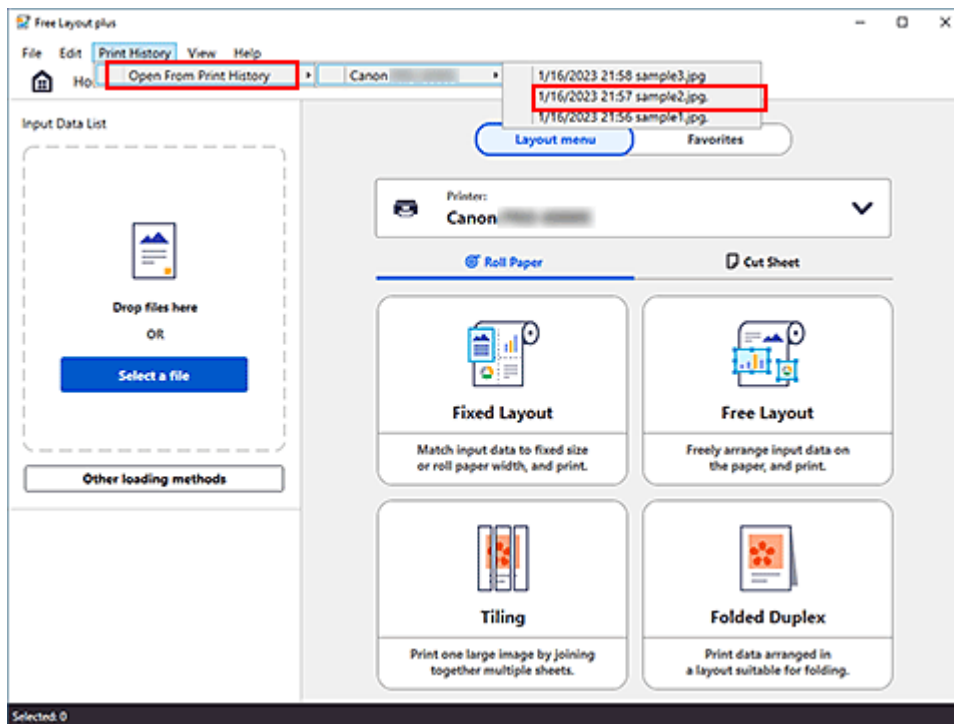 Free Layout plus
File Edit Print History View Help
Open From Print History
Canon
1/16/2023 21:58 sample3.jpg
1/16/2023 21:57 sample2.jpg.
1/16/2023 21:56 sample1.jpg.
Ho
Input Data List
Layout menu
Favorites
Printer:
Canon
Roll Paper
Cut Sheet
Drop files here
OR
Select a file
Other loading methods
Fixed Layout
Match input data to fixed size
or roll paper width, and print.
Free Layout
Freely arrange input data on
the paper, and print.
Tiling
Print one large image by joining
together multiple sheets.
Folded Duplex
Print data arranged in
a layout suitable for folding.
Selected: 0